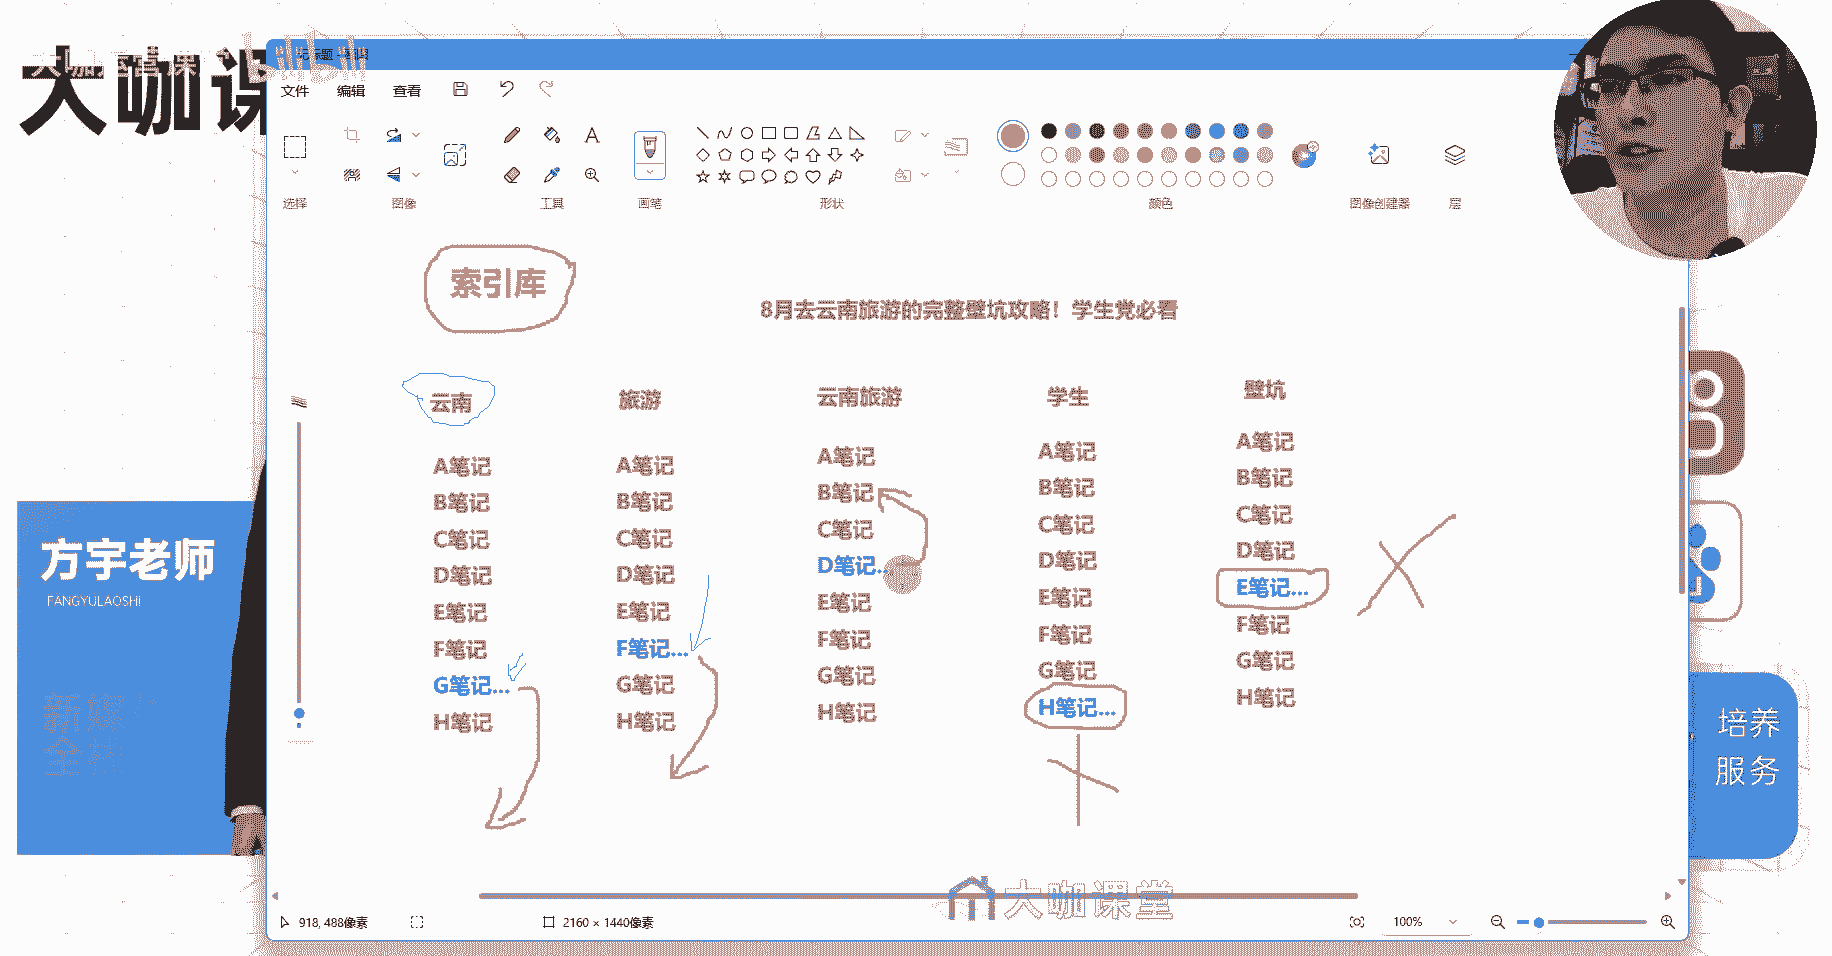 大咖课
bilibili
文件 编辑 查看
选择 图像 工具 画笔 形状 颜色 图像创建器 层
索引库
8月去云南旅游的完整壁坑攻略！学生党必看
云南
A笔记
B笔记
C笔记
D笔记
E笔记
F笔记
G笔记...
H笔记
旅游
A笔记
B笔记
C笔记
D笔记
E笔记
F笔记...
G笔记
H笔记
云南旅游
A笔记
B笔记
C笔记
D笔记...
E笔记
F笔记
G笔记
H笔记
学生
A笔记
B笔记
C笔记
D笔记
E笔记
F笔记
G笔记
H笔记...
壁坑
A笔记
B笔记
C笔记
D笔记
E笔记...
F笔记
G笔记
H笔记
方宇老师
FANGYULAOSHI
培养
服务
大咖课堂
918, 488像素
2160 × 1440像素
100%